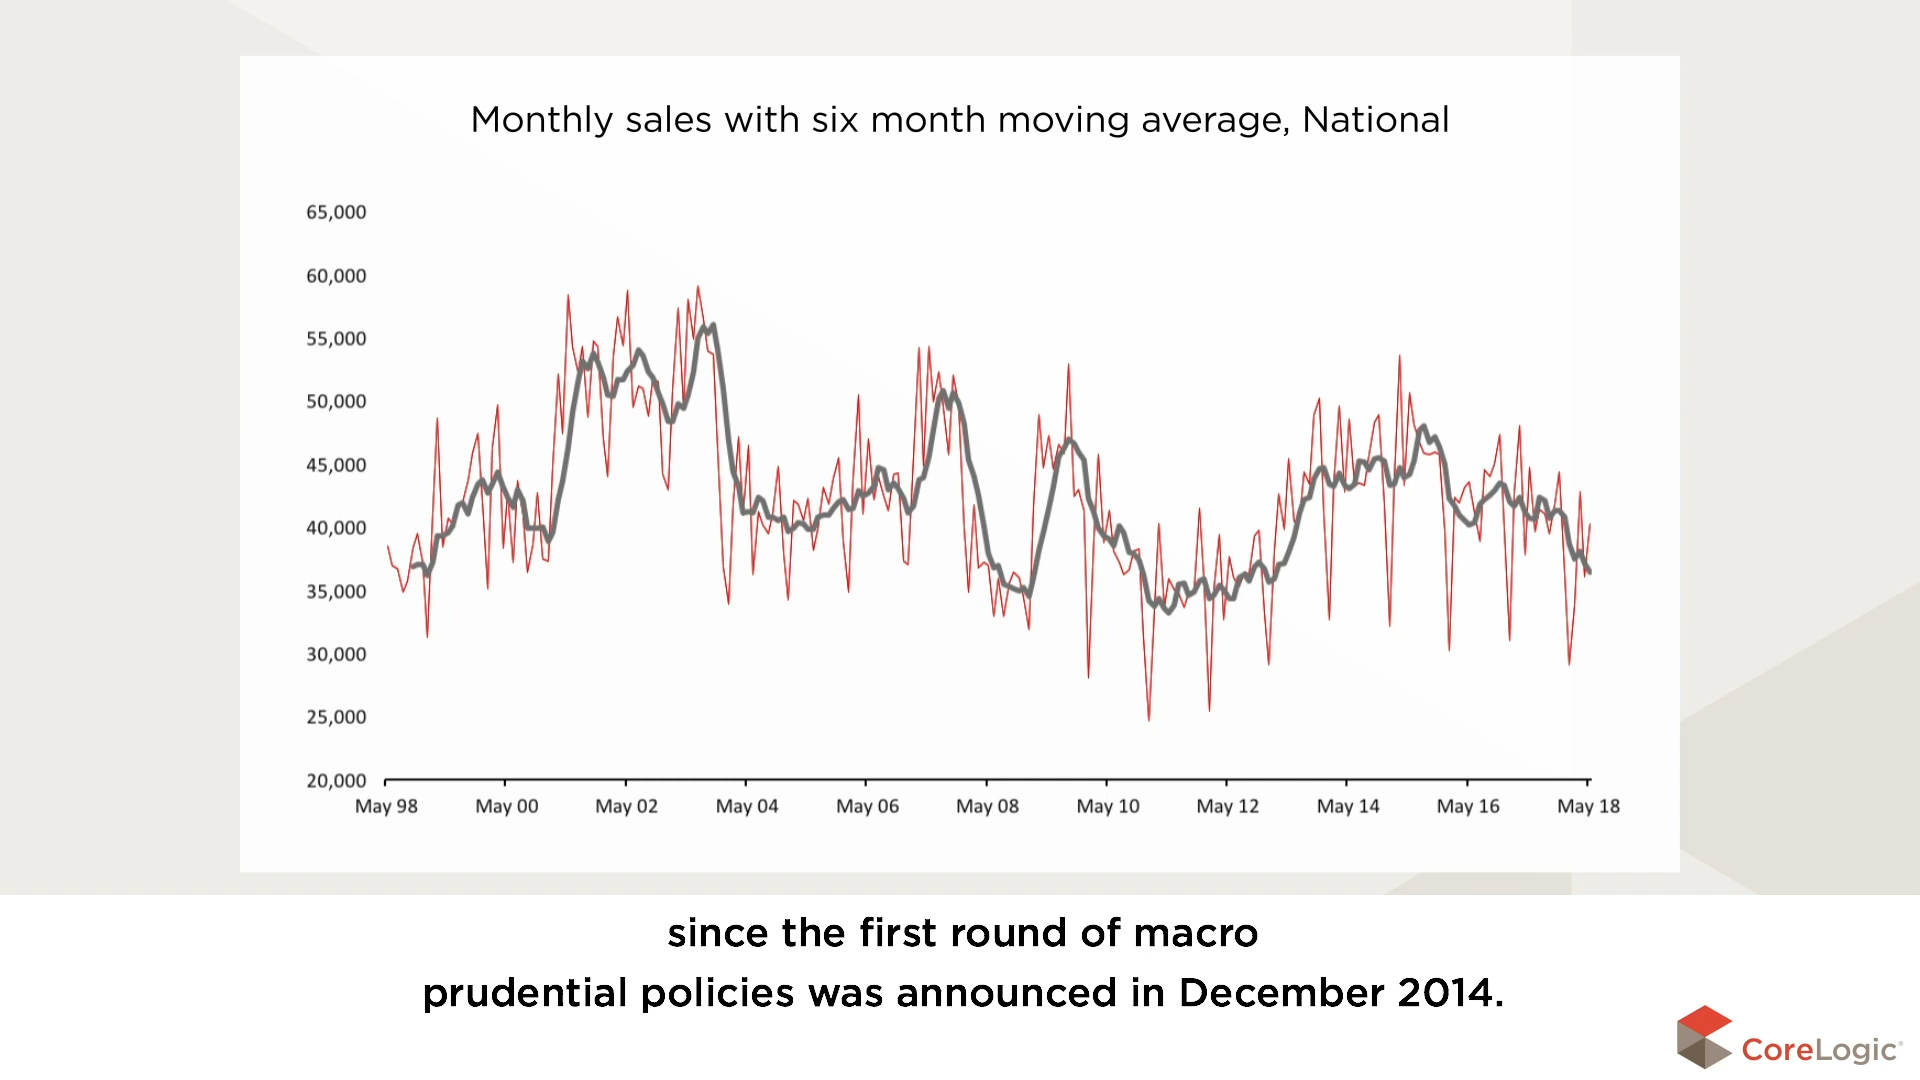 Monthly sales with six month moving average, National
65,000
60,000
55,000
50,000
45,000
40,000
35,000
30,000
25,000
20,000
May 98 May 00 May 02 May 04 May 06 May 08 May 10 May 12 May 14 May 16 May 18
since the first round of macro
prudential policies was announced in December 2014.
CoreLogic